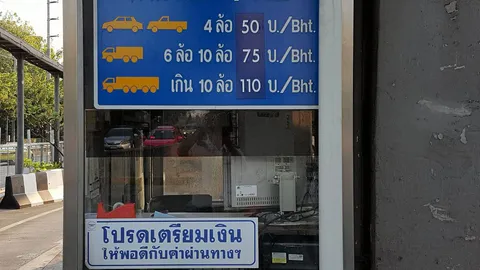 4 ล้อ 50 บ./Bht.
6 ล้อ 10 ล้อ 75 บ./Bht.
เกิน 10 ล้อ 110 บ./Bht.
โปรดเตรียมเงิน
ให้พอดีกับค่าผ่านทางฯ